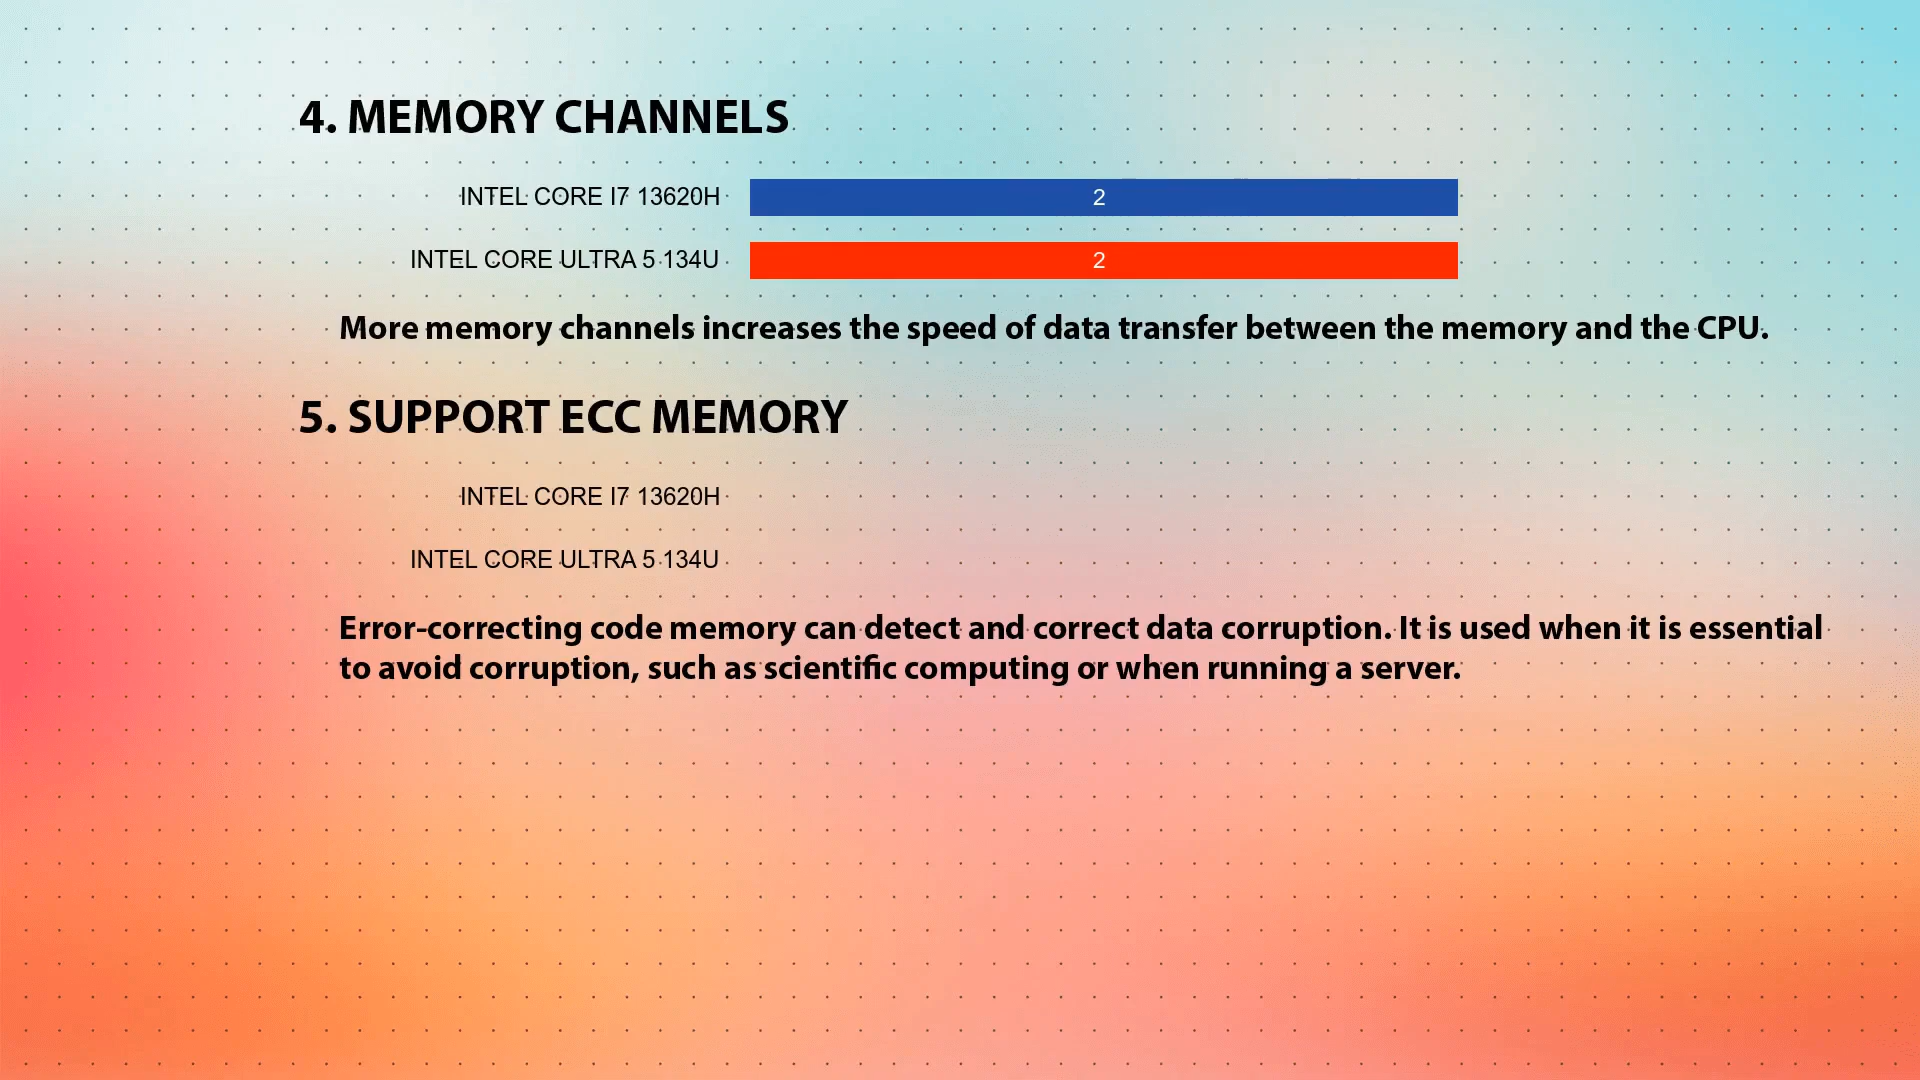 4. MEMORY CHANNELS
INTEL CORE I7 13620H
2
INTEL CORE ULTRA 5 134U
2
More memory channels increases the speed of data transfer between the memory and the CPU.
5. SUPPORT ECC MEMORY
INTEL CORE I7 13620H
INTEL CORE ULTRA 5 134U
Error-correcting code memory can detect and correct data corruption. It is used when it is essential
to avoid corruption, such as scientific computing or when running a server.